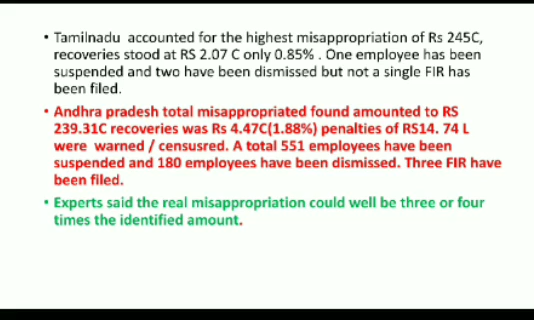 • Tamilnadu accounted for the highest misappropriation of Rs 245C,
recoveries stood at RS 2.07 C only 0.85% . One employee has been
suspended and two have been dismissed but not a single FIR has
been filed.
• Andhra pradesh total misappropriated found amounted to RS
239.31C recoveries was Rs 4.47C(1.88%) penalties of RS14. 74 L
were warned / censusred. A total 551 employees have been
suspended and 180 employees have been dismissed. Three FIR have
been filed.
• Experts said the real misappropriation could well be three or four
times the identified amount.